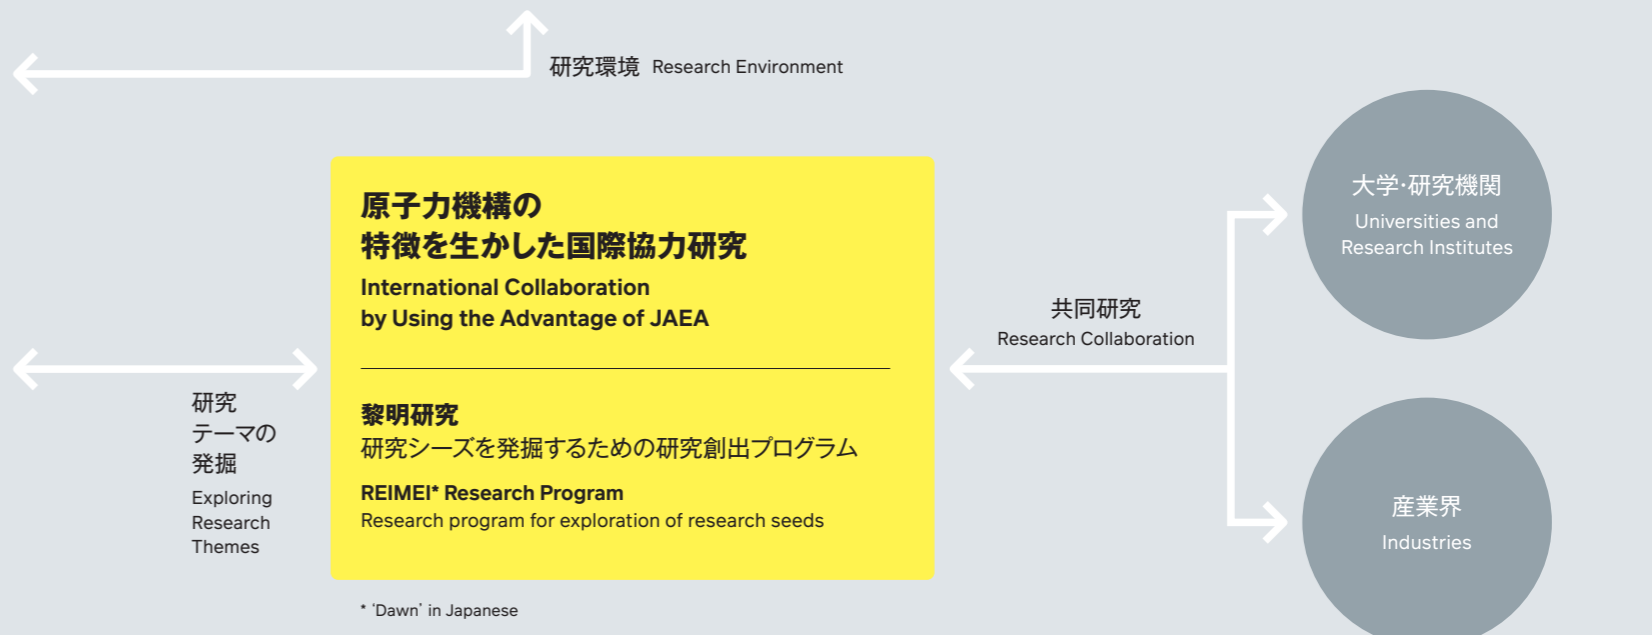 研究環境 Research Environment
原子力機構の
特徴を生かした国際協力研究
International Collaboration
by Using the Advantage of JAEA
黎明研究
研究シーズを発掘するための研究創出プログラム
REIMEI* Research Program
Research program for exploration of research seeds
* ‘Dawn’ in Japanese
研究
テーマの
発掘
Exploring
Research
Themes
共同研究
Research Collaboration
大学・研究機関
Universities and
Research Institutes
産業界
Industries